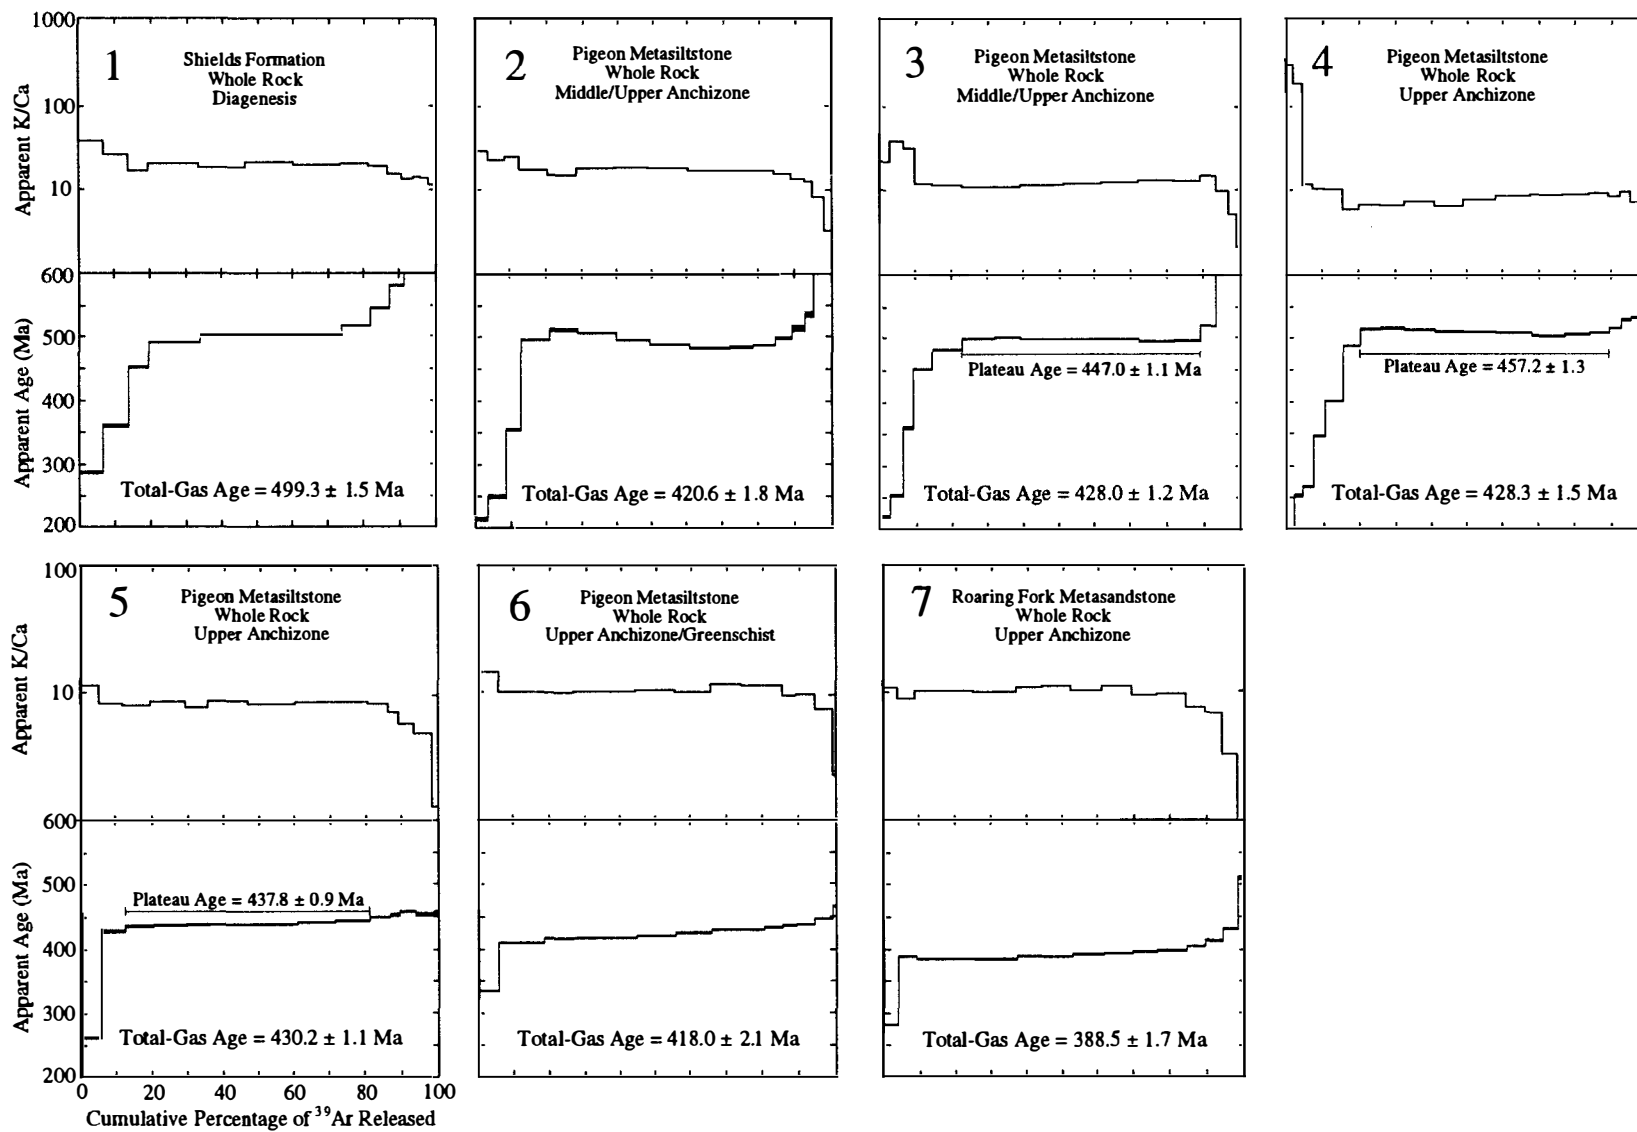 1
Shields Formation
Whole Rock
Diagenesis
2
Pigeon Metasiltstone
Whole Rock
Middle/Upper Anchizone
3
Pigeon Metasiltstone
Whole Rock
Middle/Upper Anchizone
4
Pigeon Metasiltstone
Whole Rock
Upper Anchizone
Apparent K/Ca
1000
100
10
Apparent Age (Ma)
600
500
400
300
200
Total-Gas Age = 499.3 ± 1.5 Ma
Total-Gas Age = 420.6 ± 1.8 Ma
Plateau Age = 447.0 ± 1.1 Ma
Total-Gas Age = 428.0 ± 1.2 Ma
Plateau Age = 457.2 ± 1.3
Total-Gas Age = 428.3 ± 1.5 Ma
5
Pigeon Metasiltstone
Whole Rock
Upper Anchizone
6
Pigeon Metasiltstone
Whole Rock
Upper Anchizone/Greenschist
7
Roaring Fork Metasandstone
Whole Rock
Upper Anchizone
Apparent K/Ca
100
10
Apparent Age (Ma)
600
500
400
300
200
Plateau Age = 437.8 ± 0.9 Ma
Total-Gas Age = 430.2 ± 1.1 Ma
Total-Gas Age = 418.0 ± 2.1 Ma
Total-Gas Age = 388.5 ± 1.7 Ma
0 20 40 60 80 100
Cumulative Percentage of ³⁹Ar Released